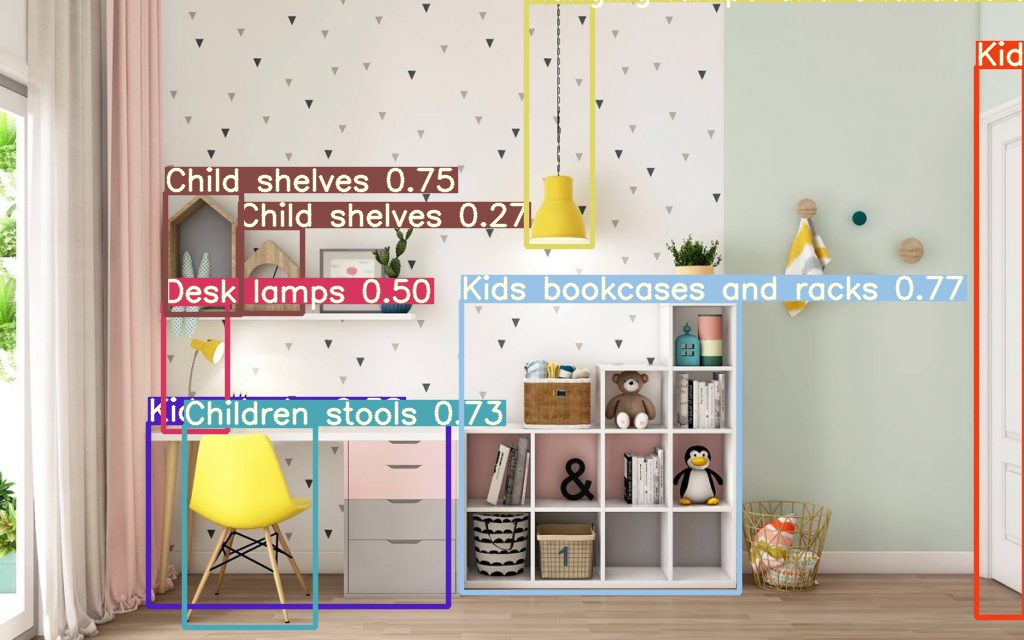 Kid
Child shelves 0.75
Child shelves 0.27
Desk lamps 0.50
Kids bookcases and racks 0.77
Children stools 0.73
&
1